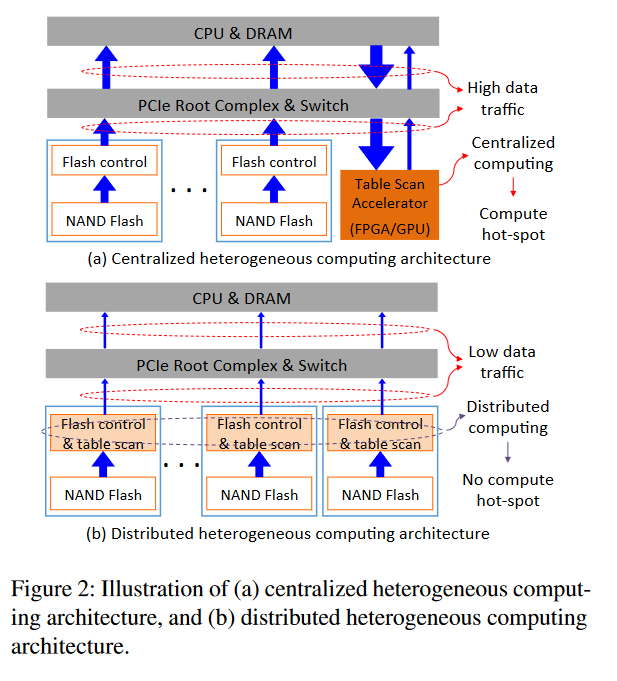 CPU & DRAM
High data
traffic
PCIe Root Complex & Switch
Centralized
computing
Flash control
Flash control
Table Scan
Accelerator
(FPGA/GPU)
NAND Flash
. . .
NAND Flash
Compute
hot-spot
(a) Centralized heterogeneous computing architecture
CPU & DRAM
Low data
traffic
PCIe Root Complex & Switch
Distributed
computing
Flash control
& table scan
Flash control
& table scan
Flash control
& table scan
. . .
No compute
hot-spot
NAND Flash
NAND Flash
NAND Flash
(b) Distributed heterogeneous computing architecture
Figure 2: Illustration of (a) centralized heterogeneous comput-
ing architecture, and (b) distributed heterogeneous computing
architecture.